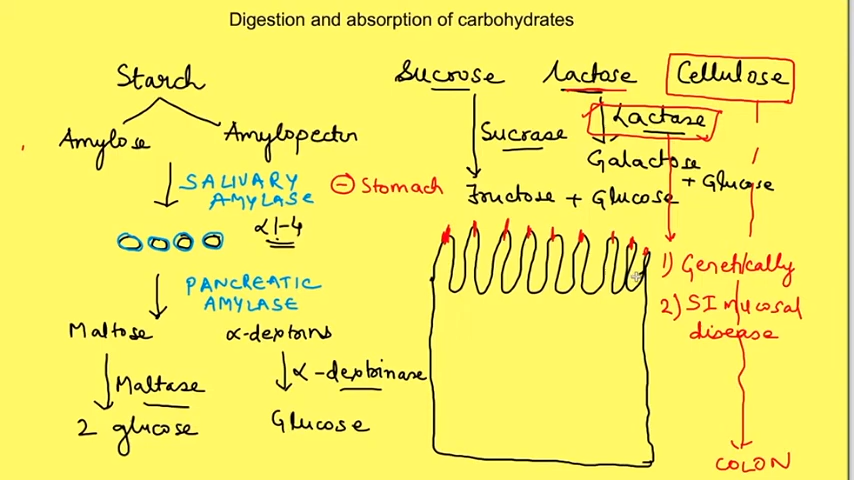 Digestion and absorption of carbohydrates
Starch
Amylose
Amylopectin
SALIVARY
AMYLASE
⊖ Stomach
α1-4
PANCREATIC
AMYLASE
Maltose
α-dextrins
Maltase
α-dextrinase
2 glucose
Glucose
Sucrose
Sucrase
Fructose + Glucose
Lactose
Lactase
Galactose
+ Glucose
Cellulose
1) Genetically
2) SI mucosal
disease
COLON